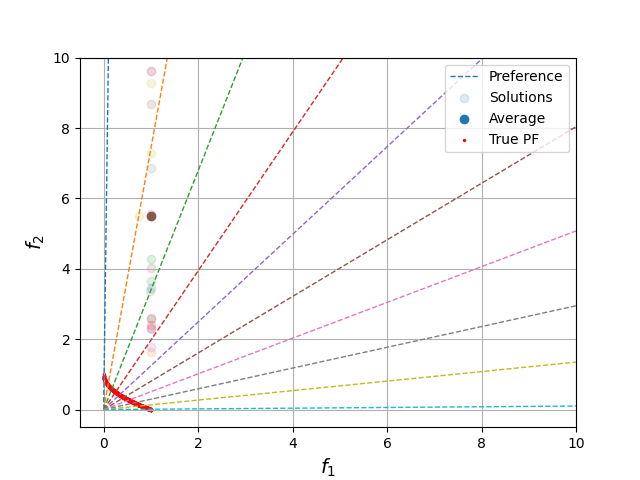 10
8
6
4
2
0
f2
Preference
Solutions
Average
True PF
0 2 4 6 8 10
f1